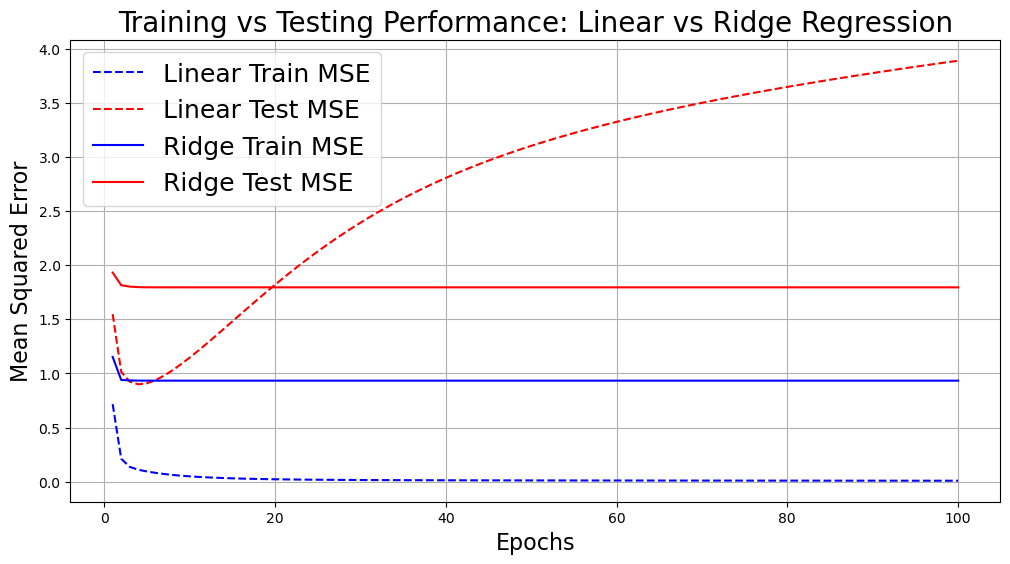 Training vs Testing Performance: Linear vs Ridge Regression
Linear Train MSE
Linear Test MSE
Ridge Train MSE
Ridge Test MSE
Mean Squared Error
4.0
3.5
3.0
2.5
2.0
1.5
1.0
0.5
0.0
0 20 40 60 80 100
Epochs